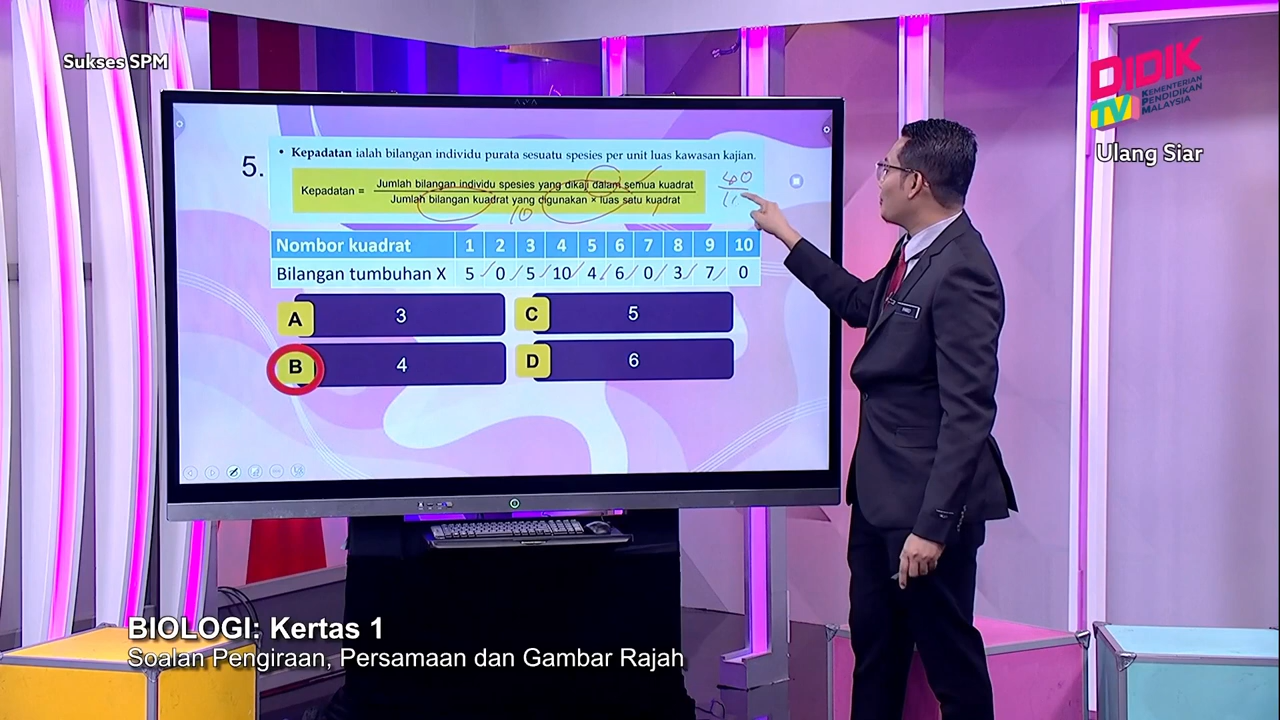 Sukses SPM
DIDIK
TV
KEMENTERIAN
PENDIDIKAN
MALAYSIA
Ulang Siar
5.
• Kepadatan ialah bilangan individu purata sesuatu spesies per unit luas kawasan kajian.
Kepadatan = Jumlah bilangan individu spesies yang dikaji dalam semua kuadrat
Jumlah bilangan kuadrat yang digunakan × luas satu kuadrat
40
10
Nombor kuadrat 1 2 3 4 5 6 7 8 9 10
Bilangan tumbuhan X 5 0 5 10 4 6 0 3 7 0
A 3
C 5
B 4
D 6
BIOLOGI: Kertas 1
Soalan Pengiraan, Persamaan dan Gambar Rajah